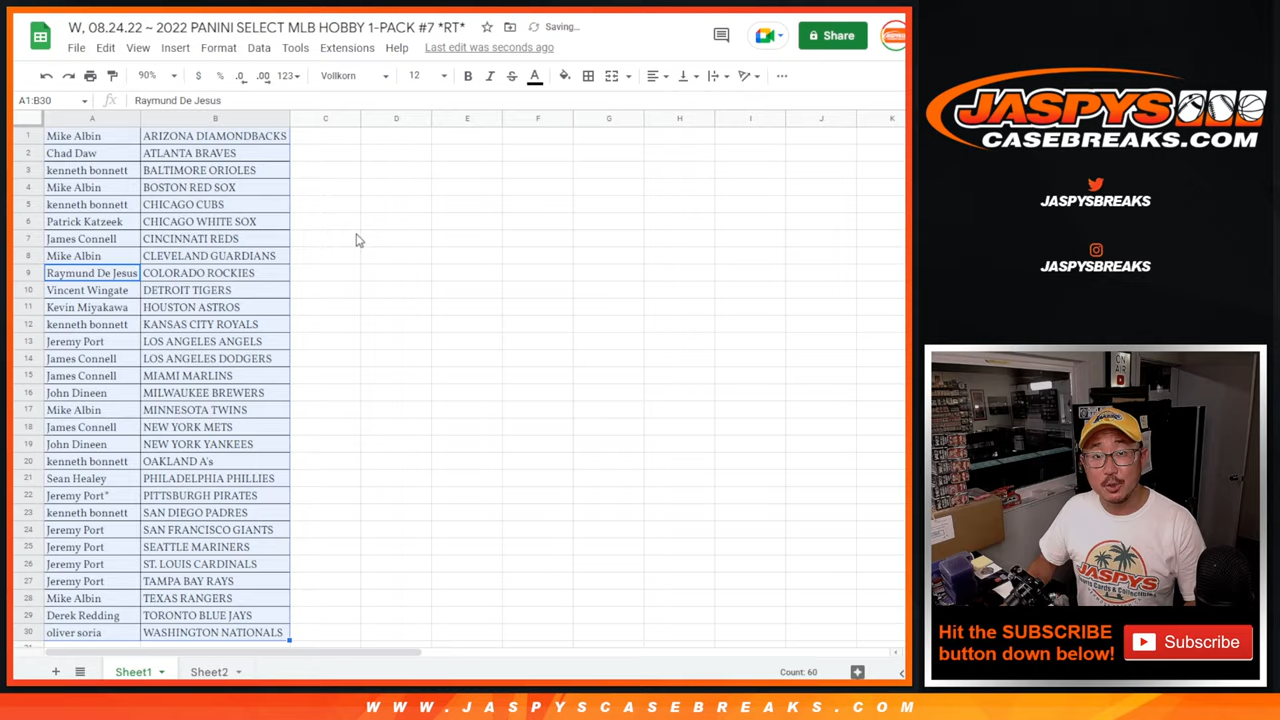 W, 08.24.22 ~ 2022 PANINI SELECT MLB HOBBY 1-PACK #7 *RT*
Saving...
File Edit View Insert Format Data Tools Extensions Help Last edit was seconds ago
Share
90% $ % .0 .00 123 Vollkorn 12 B I S A
A1:B30 fx Raymund De Jesus
A B C D E F G H I J K
1 Mike Albin ARIZONA DIAMONDBACKS
2 Chad Daw ATLANTA BRAVES
3 kenneth bonnett BALTIMORE ORIOLES
4 Mike Albin BOSTON RED SOX
5 kenneth bonnett CHICAGO CUBS
6 Patrick Katzeek CHICAGO WHITE SOX
7 James Connell CINCINNATI REDS
8 Mike Albin CLEVELAND GUARDIANS
9 Raymund De Jesus COLORADO ROCKIES
10 Vincent Wingate DETROIT TIGERS
11 Kevin Miyakawa HOUSTON ASTROS
12 kenneth bonnett KANSAS CITY ROYALS
13 Jeremy Port LOS ANGELES ANGELS
14 James Connell LOS ANGELES DODGERS
15 James Connell MIAMI MARLINS
16 John Dineen MILWAUKEE BREWERS
17 Mike Albin MINNESOTA TWINS
18 James Connell NEW YORK METS
19 John Dineen NEW YORK YANKEES
20 kenneth bonnett OAKLAND A's
21 Sean Healey PHILADELPHIA PHILLIES
22 Jeremy Port* PITTSBURGH PIRATES
23 kenneth bonnett SAN DIEGO PADRES
24 Jeremy Port SAN FRANCISCO GIANTS
25 Jeremy Port SEATTLE MARINERS
26 Jeremy Port ST. LOUIS CARDINALS
27 Jeremy Port TAMPA BAY RAYS
28 Mike Albin TEXAS RANGERS
29 Derek Redding TORONTO BLUE JAYS
30 oliver soria WASHINGTON NATIONALS
Sheet1 Sheet2 Count: 60
JASPYS
CASEBREAKS.COM
JASPYSBREAKS
JASPYSBREAKS
ON
AIR
JASPYS
Sports Cards & Collectibles
Hit the SUBSCRIBE
button down below!
Subscribe
WWW.JASPYSCASEBREAKS.COM